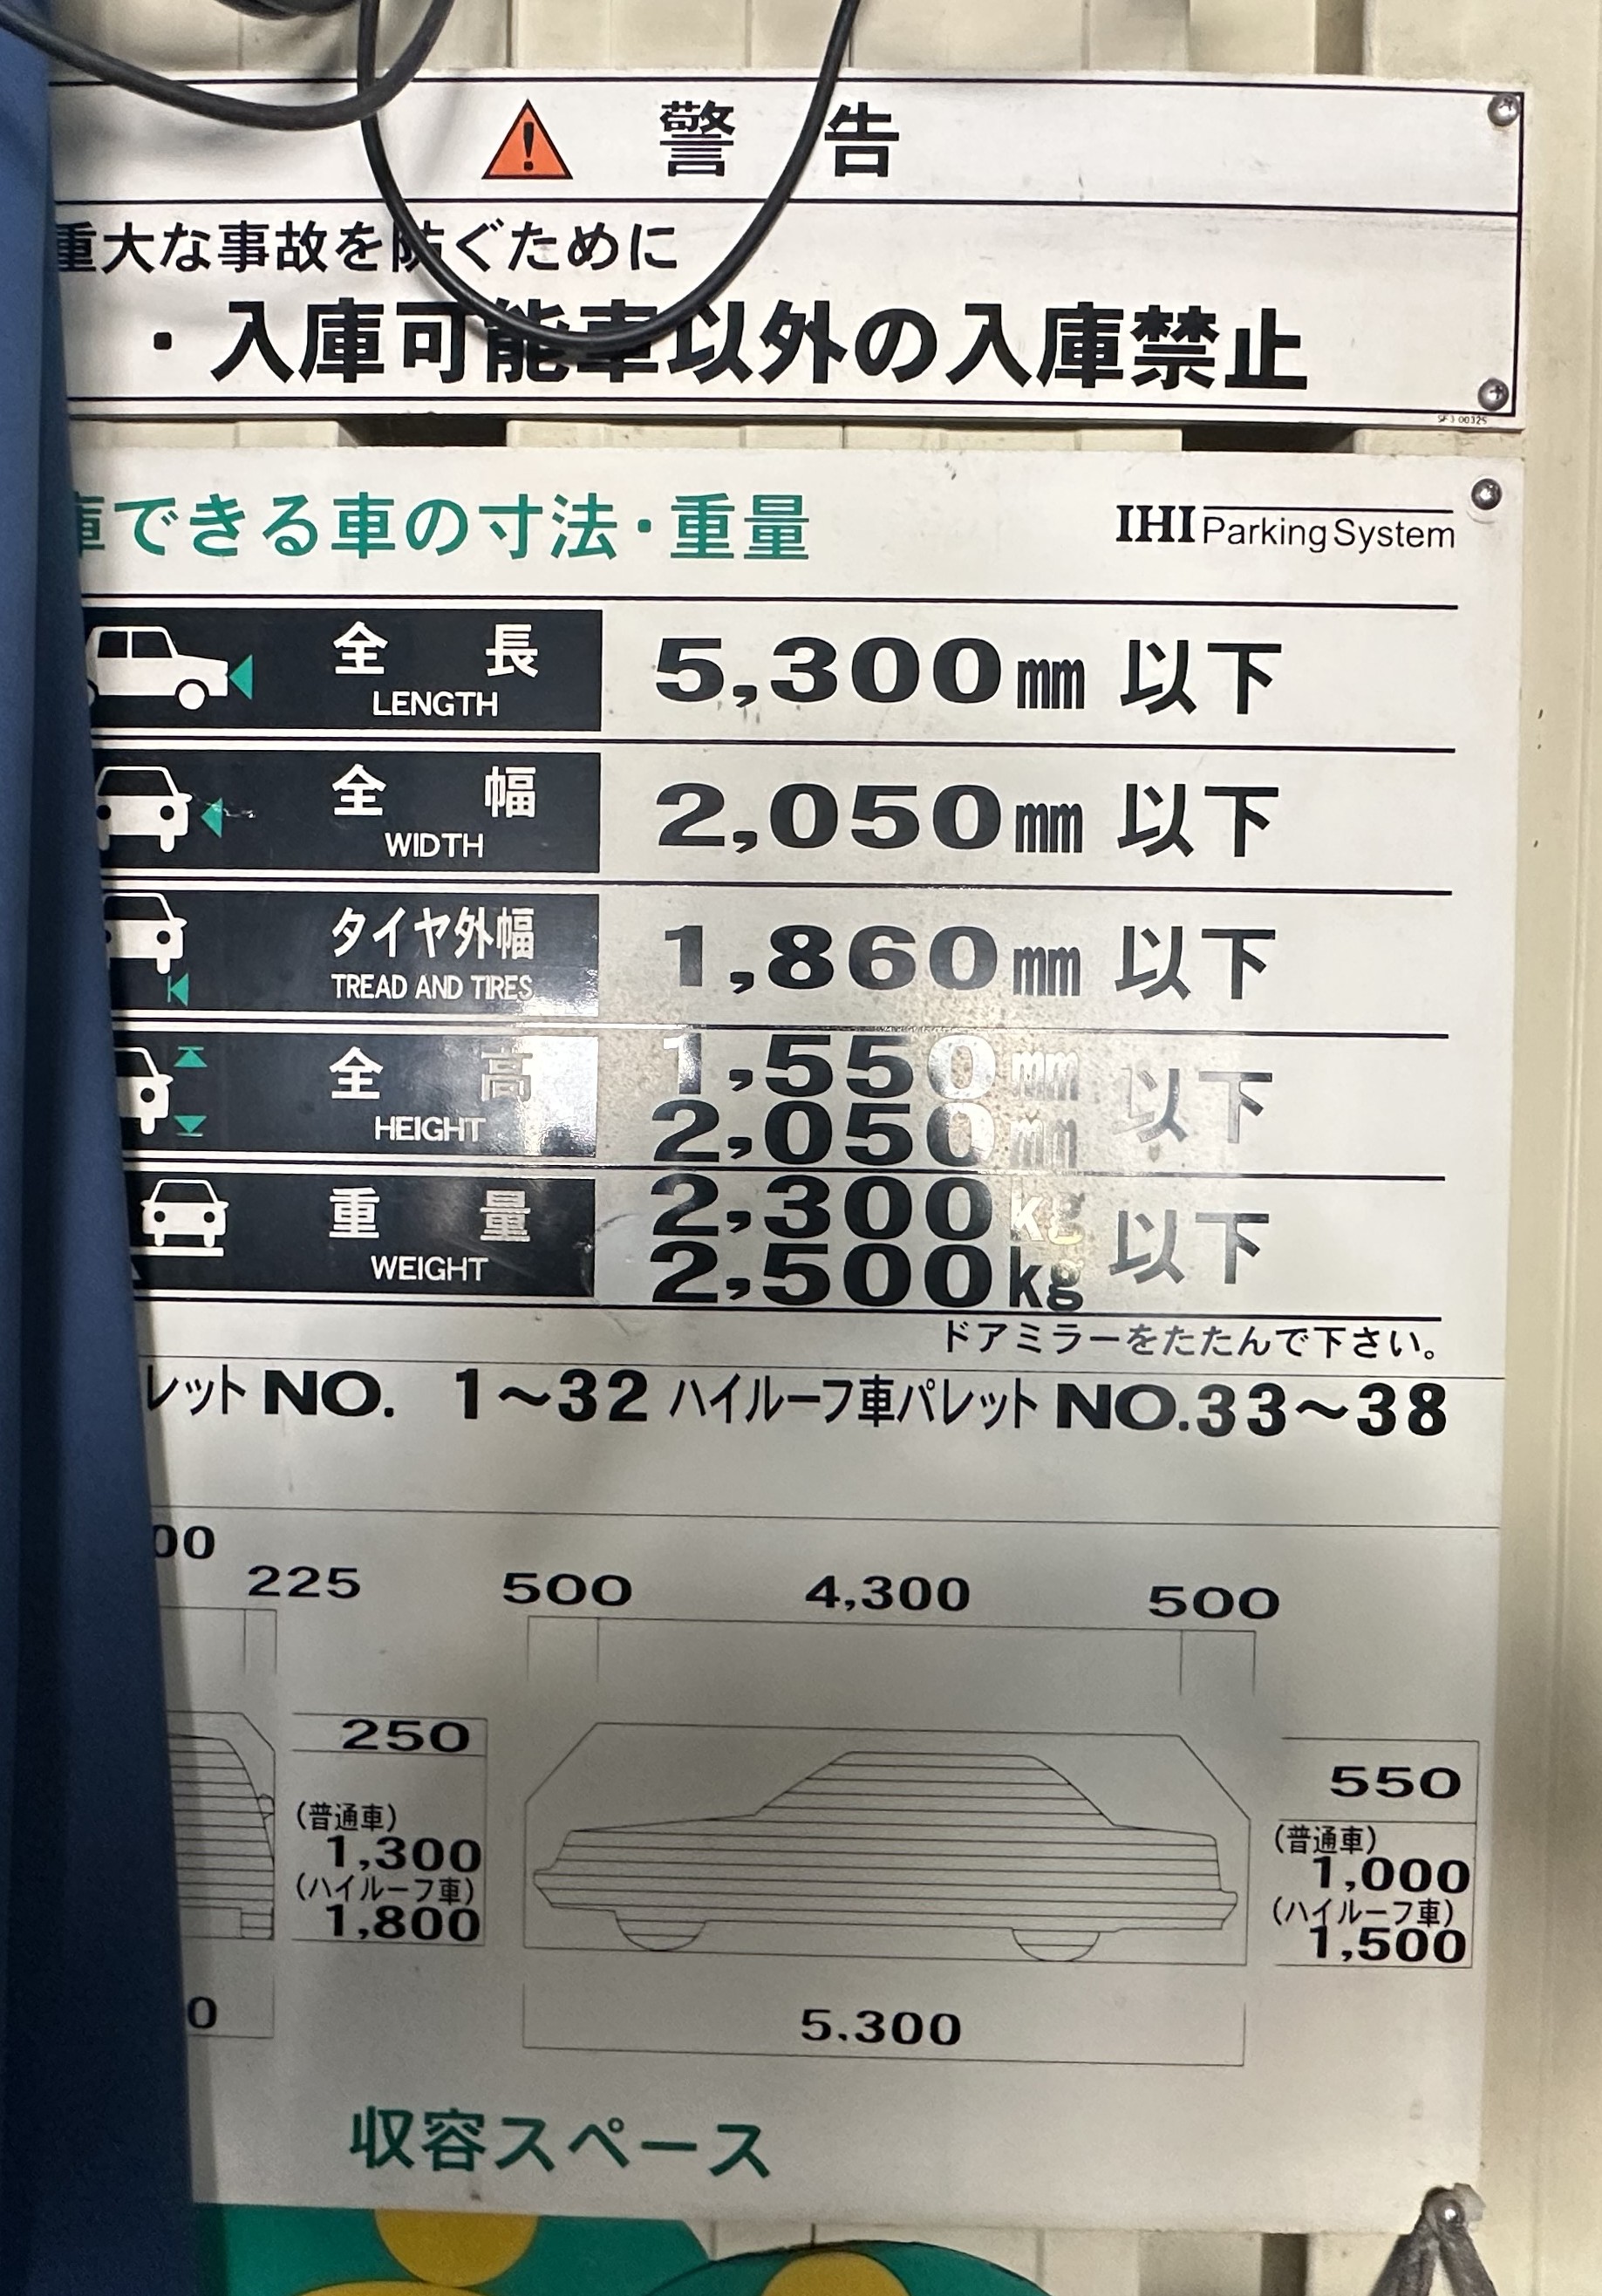 警告
重大な事故を防ぐために
・入庫可能車以外の入庫禁止
庫できる車の寸法・重量
IHI Parking System
全長 5,300mm 以下
LENGTH
全幅 2,050mm 以下
WIDTH
タイヤ外幅 1,860mm 以下
TREAD AND TIRES
全高 1,550mm 以下
HEIGHT 2,050mm
重量 2,300kg 以下
WEIGHT 2,500kg
ドアミラーをたたんで下さい。
レット NO. 1〜32 ハイルーフ車パレット NO.33〜38
00
225 500 4,300 500
250 550
(普通車) (普通車)
1,300 1,000
(ハイルーフ車) (ハイルーフ車)
1,800 1,500
0 5.300
収容スペース